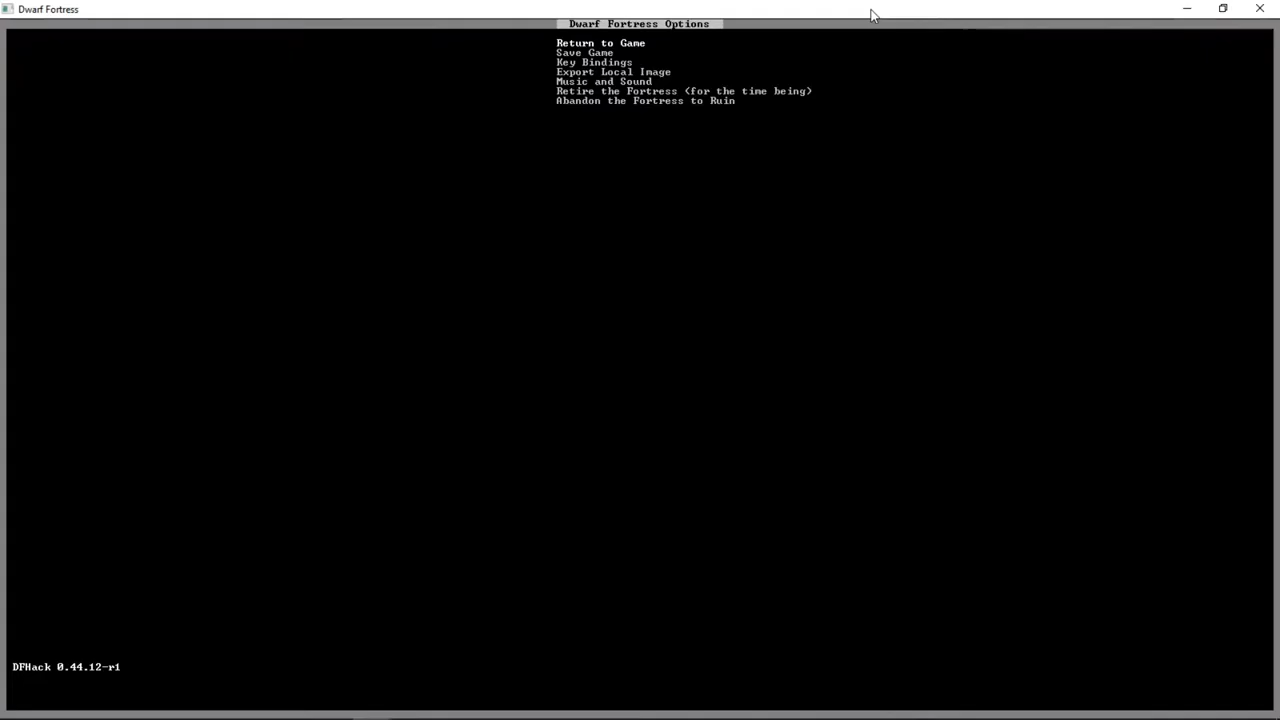 Dwarf Fortress
Dwarf Fortress Options
Return to Game
Save Game
Key Bindings
Export Local Image
Music and Sound
Retire the Fortress (for the time being)
Abandon the Fortress to Ruin
DFHack 0.44.12-r1